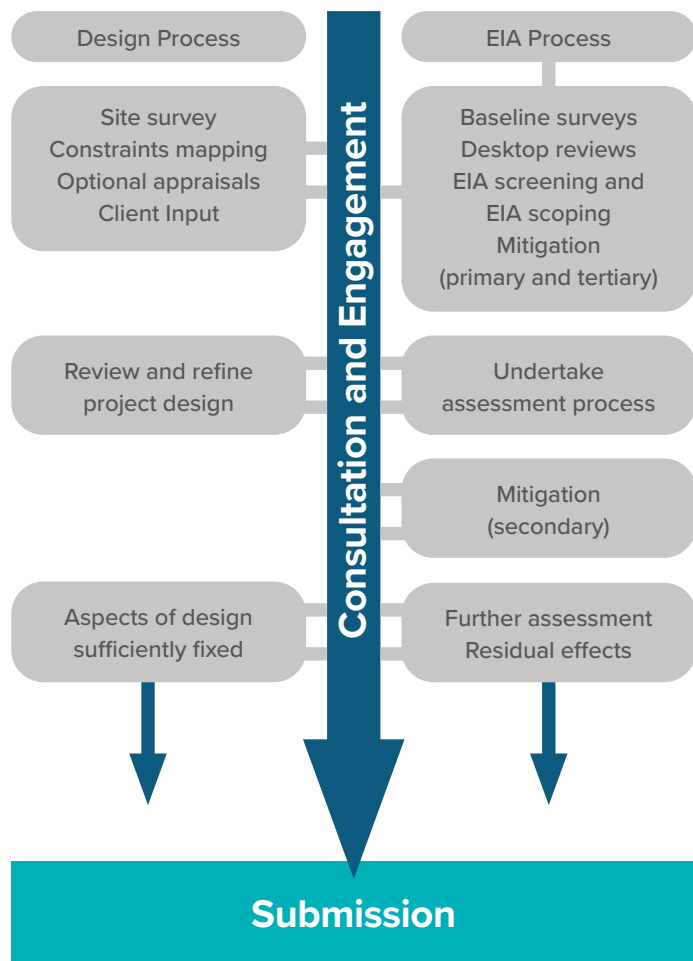 Design Process
EIA Process
Site survey
Constraints mapping
Optional appraisals
Client Input
Baseline surveys
Desktop reviews
EIA screening and
EIA scoping
Mitigation
(primary and tertiary)
Consultation and Engagement
Review and refine
project design
Undertake
assessment process
Mitigation
(secondary)
Aspects of design
sufficiently fixed
Further assessment
Residual effects
Submission